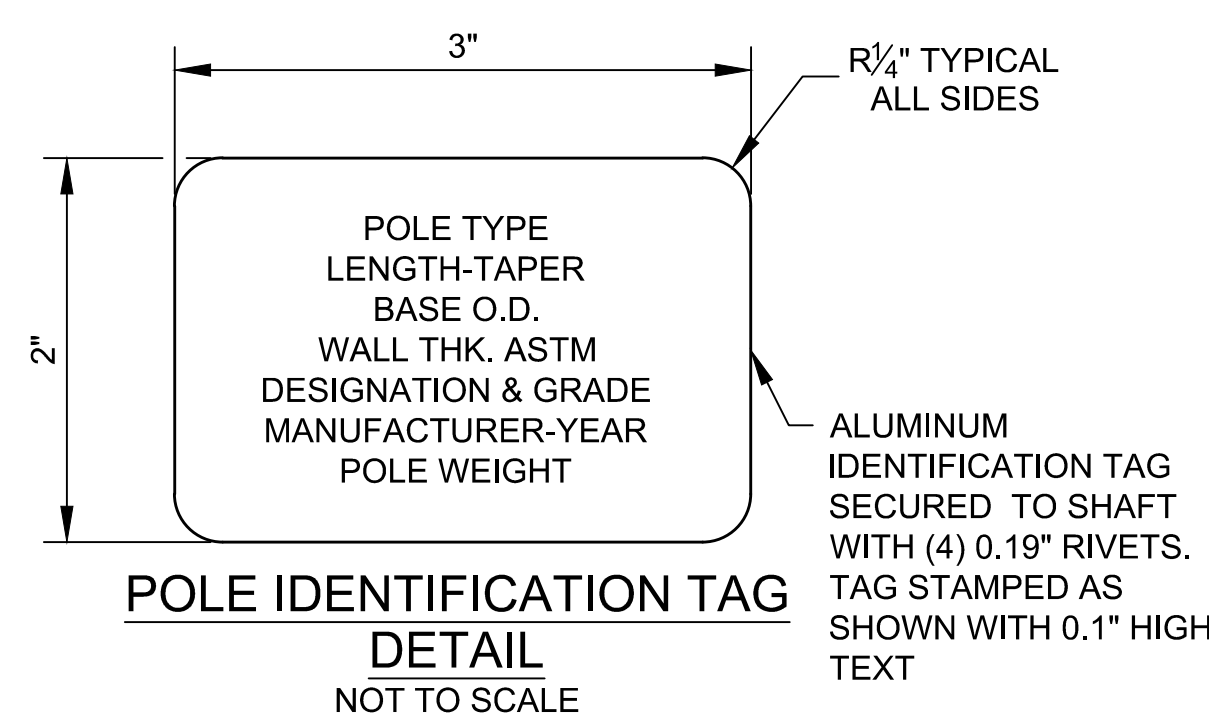 3"
R¼" TYPICAL
ALL SIDES
2"
POLE TYPE
LENGTH-TAPER
BASE O.D.
WALL THK. ASTM
DESIGNATION & GRADE
MANUFACTURER-YEAR
POLE WEIGHT
ALUMINUM
IDENTIFICATION TAG
SECURED TO SHAFT
WITH (4) 0.19" RIVETS.
TAG STAMPED AS
SHOWN WITH 0.1" HIGH
TEXT
POLE IDENTIFICATION TAG
DETAIL
NOT TO SCALE